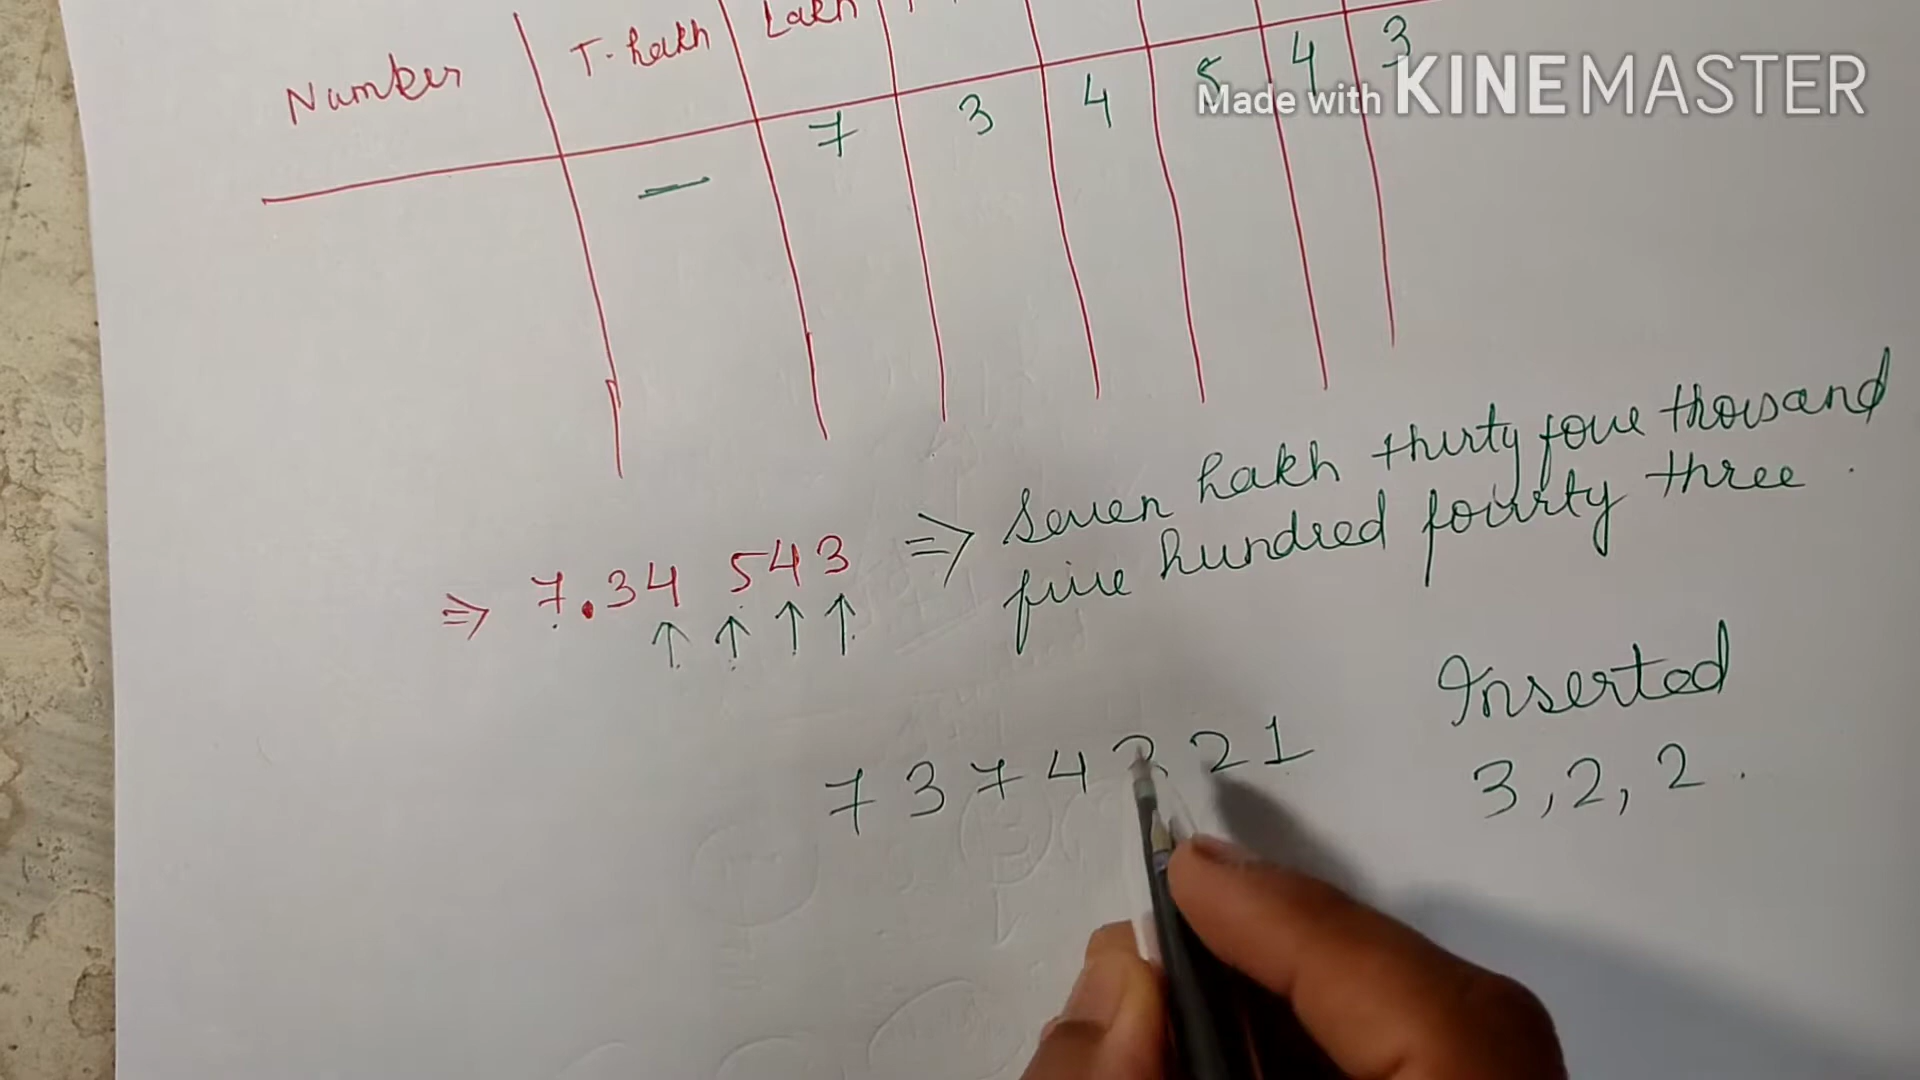 Number T-Lakh Lakh
— 7 3 4 5 4 3
Made with KINEMASTER
⇒ 7.34 543 ⇒ Seven Lakh thirty four thousand
five hundred fourty three.
↑ ↑ ↑ ↑
Inserted
7 3 7 4 2 1
3, 2, 2.